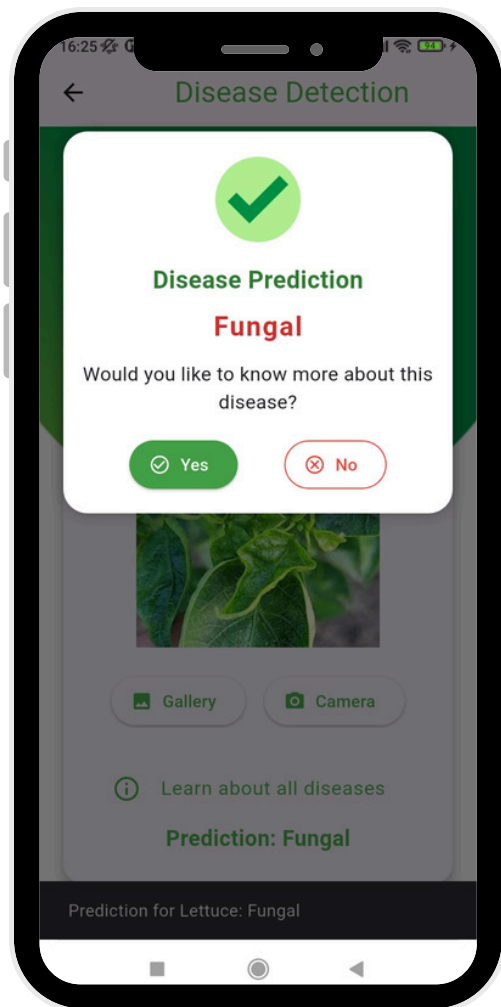 16:25
94
Disease Detection
Disease Prediction
Fungal
Would you like to know more about this
disease?
Yes
No
Gallery
Camera
Learn about all diseases
Prediction: Fungal
Prediction for Lettuce: Fungal